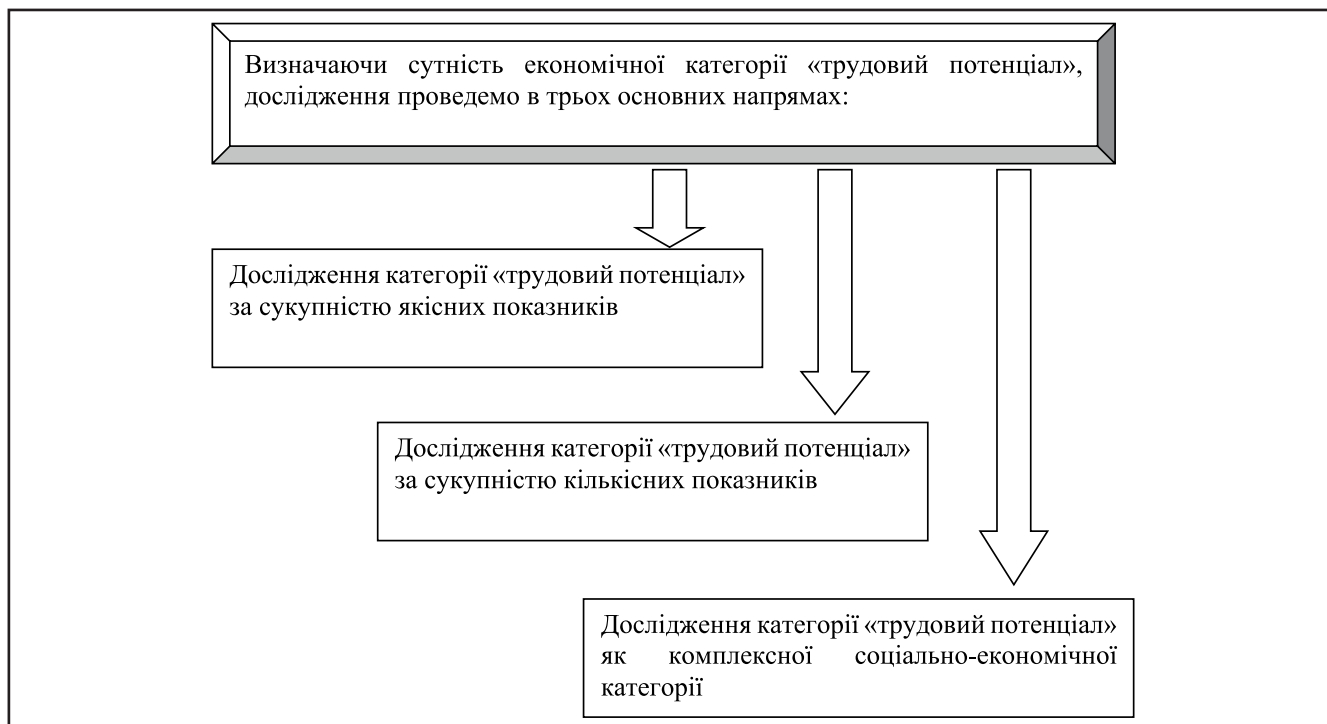 Визначаючи сутність економічної категорії «трудовий потенціал»,
дослідження проведемо в трьох основних напрямах:
Дослідження категорії «трудовий потенціал»
за сукупністю якісних показників
Дослідження категорії «трудовий потенціал»
за сукупністю кількісних показників
Дослідження категорії «трудовий потенціал»
як комплексної соціально-економічної
категорії